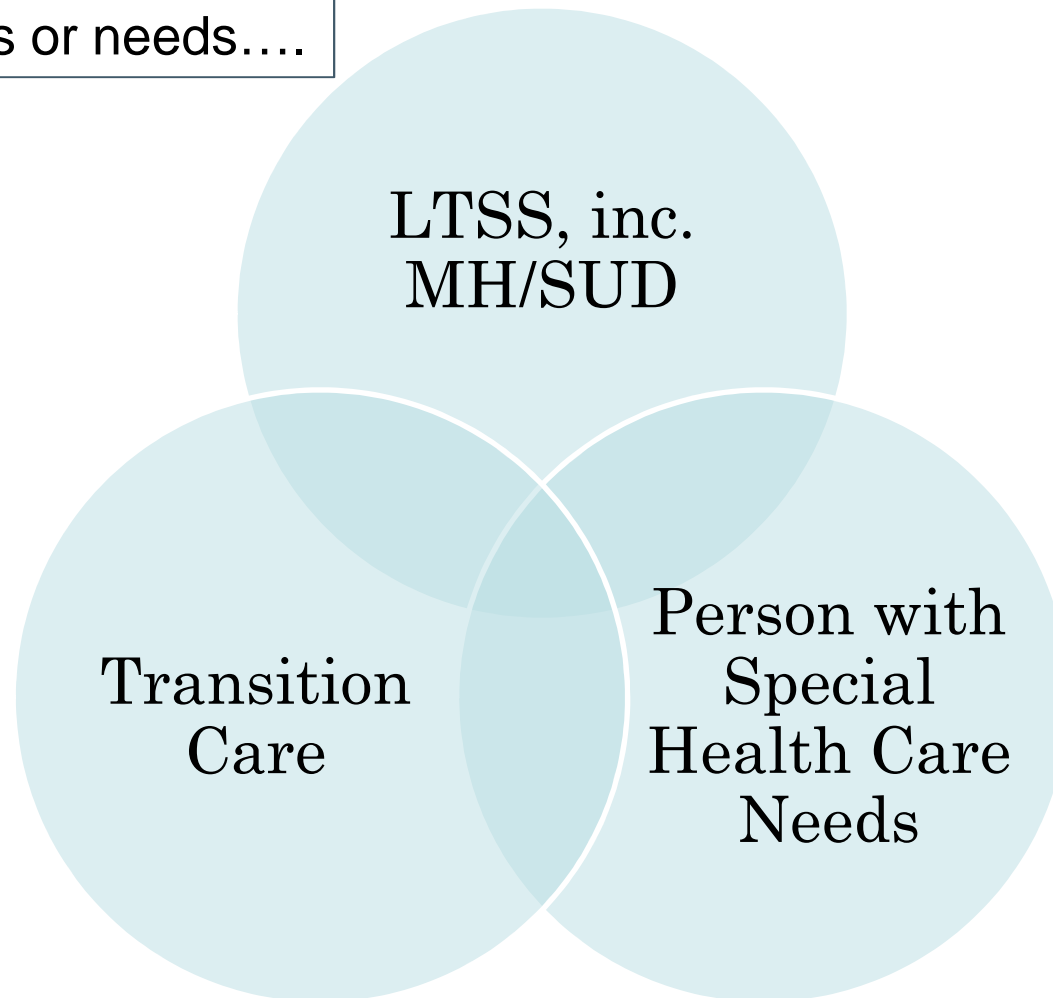 s or needs….
LTSS, inc.
MH/SUD
Transition
Care
Person with
Special
Health Care
Needs